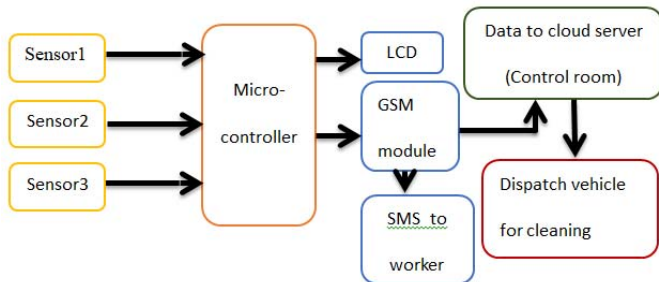 Sensor1
Sensor2
Sensor3
Micro-
controller
LCD
GSM
module
SMS to
worker
Data to cloud server
(Control room)
Dispatch vehicle
for cleaning